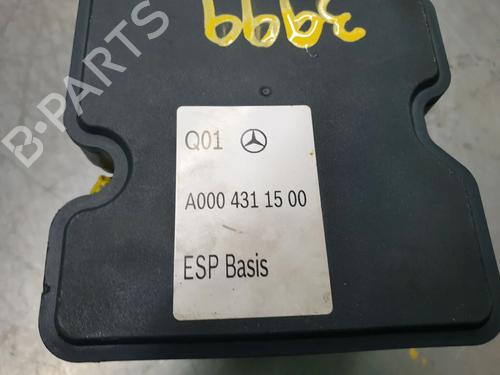 3999
Q01
A000 431 15 00
ESP Basis
B-PARTS